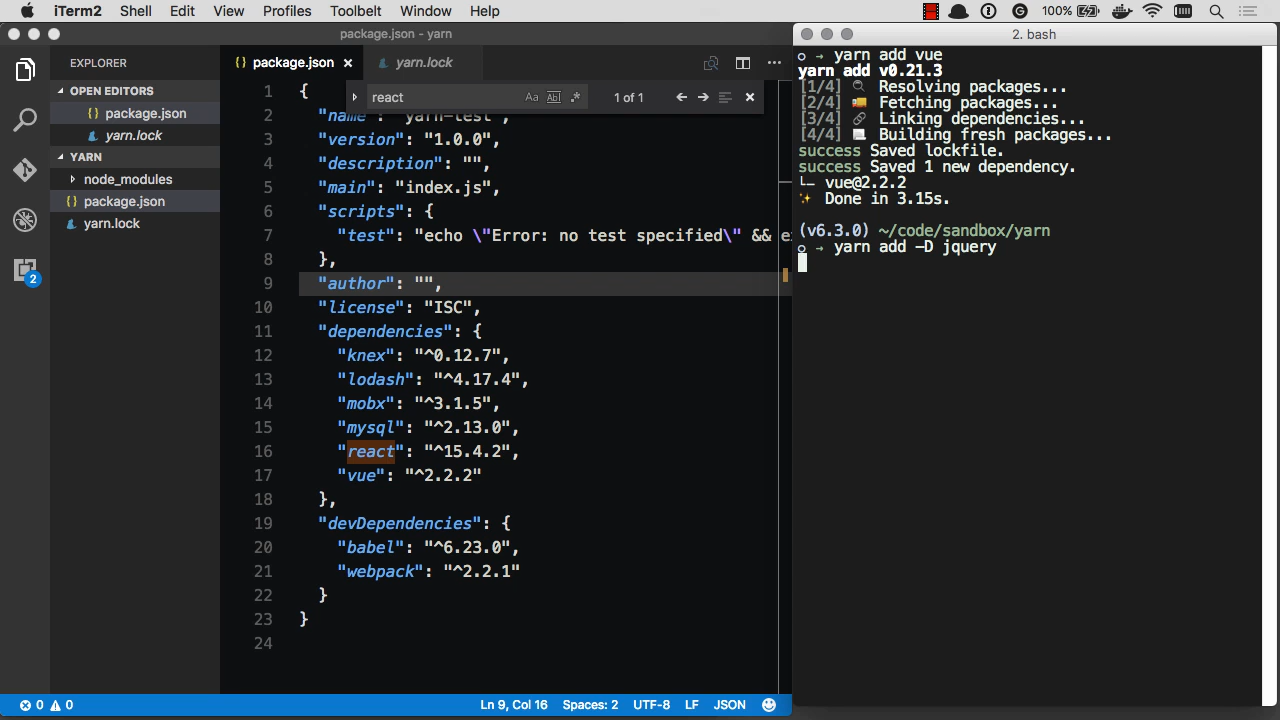 iTerm2 Shell Edit View Profiles Toolbelt Window Help 100%
package.json - yarn
EXPLORER
OPEN EDITORS
{} package.json
yarn.lock
YARN
node_modules
{} package.json
yarn.lock
2
{} package.json × yarn.lock
react Aa Abl .* 1 of 1
1 {
2 "name": "yarn-test",
3 "version": "1.0.0",
4 "description": "",
5 "main": "index.js",
6 "scripts": {
7 "test": "echo \"Error: no test specified\" && e
8 },
9 "author": "",
10 "license": "ISC",
11 "dependencies": {
12 "knex": "^0.12.7",
13 "lodash": "^4.17.4",
14 "mobx": "^3.1.5",
15 "mysql": "^2.13.0",
16 "react": "^15.4.2",
17 "vue": "^2.2.2"
18 },
19 "devDependencies": {
20 "babel": "^6.23.0",
21 "webpack": "^2.2.1"
22 }
23 }
24
0 0 Ln 9, Col 16 Spaces: 2 UTF-8 LF JSON
2. bash
→ yarn add vue
yarn add v0.21.3
[1/4] Resolving packages...
[2/4] Fetching packages...
[3/4] Linking dependencies...
[4/4] Building fresh packages...
success Saved lockfile.
success Saved 1 new dependency.
└─ vue@2.2.2
Done in 3.15s.
(v6.3.0) ~/code/sandbox/yarn
→ yarn add -D jquery